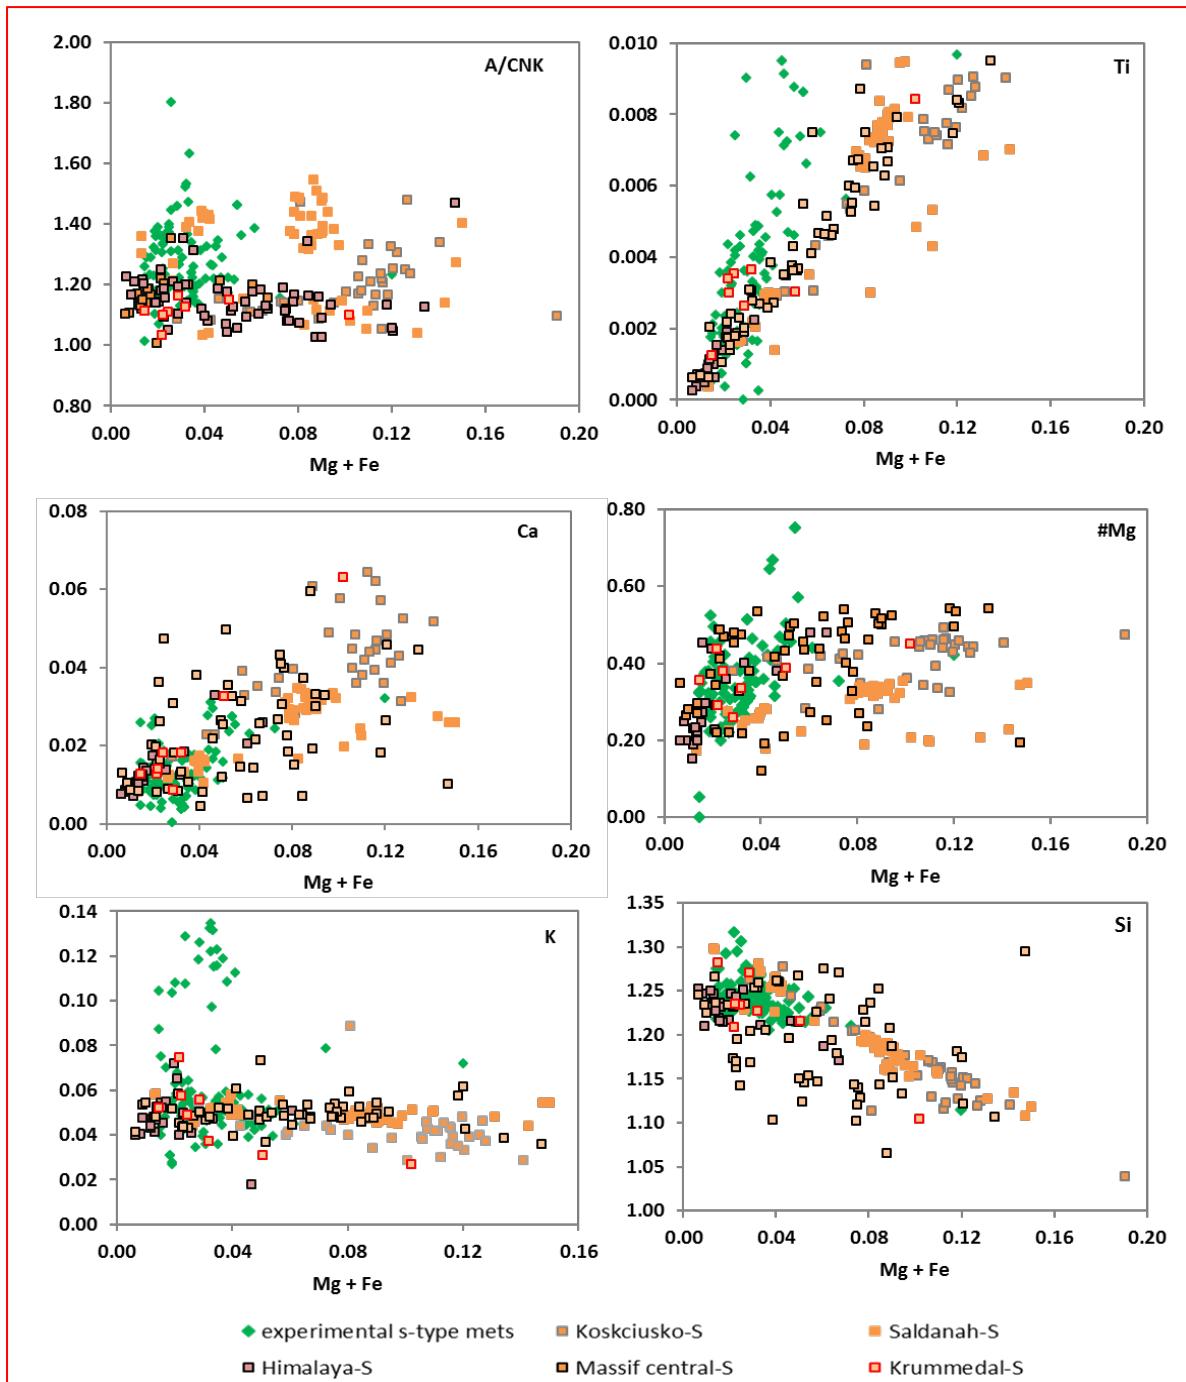 2.00
A/CNK
1.80
1.60
1.40
1.20
1.00
0.80
0.00 0.04 0.08 0.12 0.16 0.20
Mg + Fe
0.010
Ti
0.008
0.006
0.004
0.002
0.000
0.00 0.04 0.08 0.12 0.16 0.20
Mg + Fe
0.08
Ca
0.06
0.04
0.02
0.00
0.00 0.04 0.08 0.12 0.16 0.20
Mg + Fe
0.80
#Mg
0.60
0.40
0.20
0.00
0.00 0.04 0.08 0.12 0.16 0.20
Mg + Fe
0.14
K
0.12
0.10
0.08
0.06
0.04
0.02
0.00
0.00 0.04 0.08 0.12 0.16
Mg + Fe
1.35
Si
1.30
1.25
1.20
1.15
1.10
1.05
1.00
0.00 0.04 0.08 0.12 0.16 0.20
Mg + Fe
experimental s-type mets Koskciusko-S Saldanah-S
Himalaya-S Massif central-S Krummedal-S